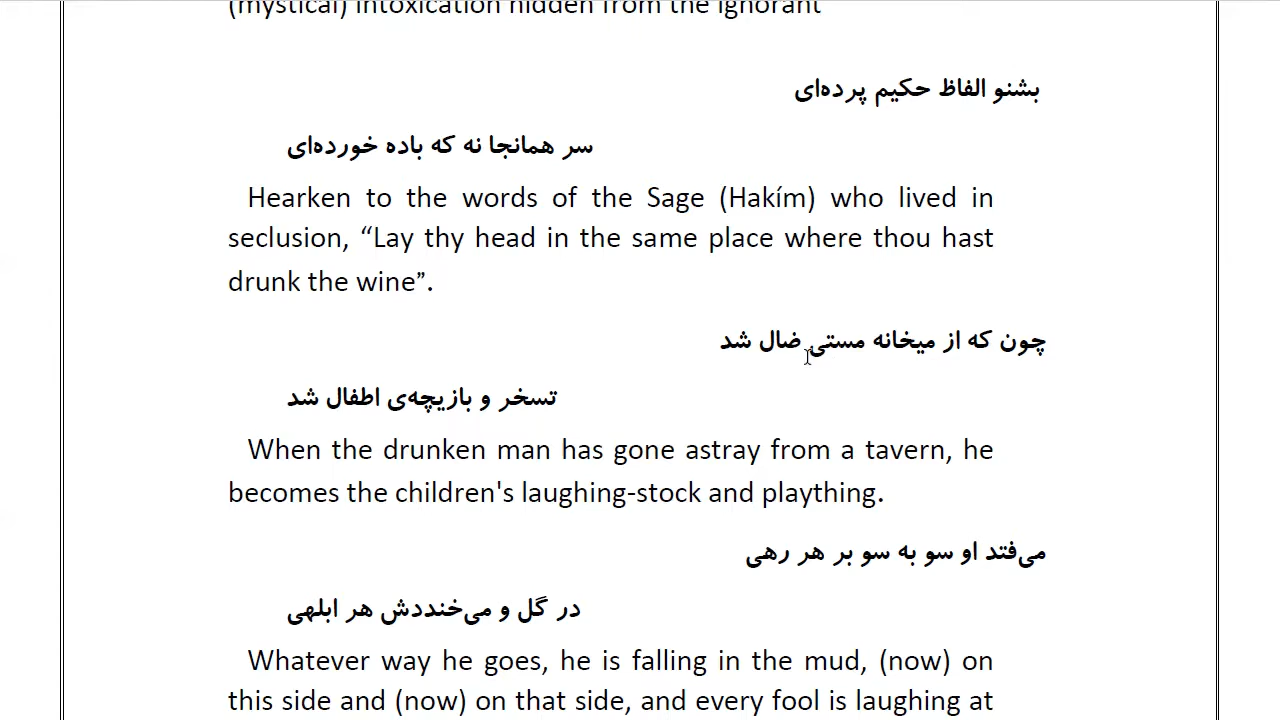 (mystical) intoxication hidden from the ignorant
بشنو الفاظ حکیم پرده‌ای
سر همانجا نه که باده خورده‌ای
Hearken to the words of the Sage (Hakím) who lived in
seclusion, “Lay thy head in the same place where thou hast
drunk the wine”.
چون که از میخانه مستی ضال شد
تسخر و بازیچه‌ی اطفال شد
When the drunken man has gone astray from a tavern, he
becomes the children's laughing-stock and plaything.
می‌فتد او سو به سو بر هر رهی
در گل و می‌خنددش هر ابلهی
Whatever way he goes, he is falling in the mud, (now) on
this side and (now) on that side, and every fool is laughing at